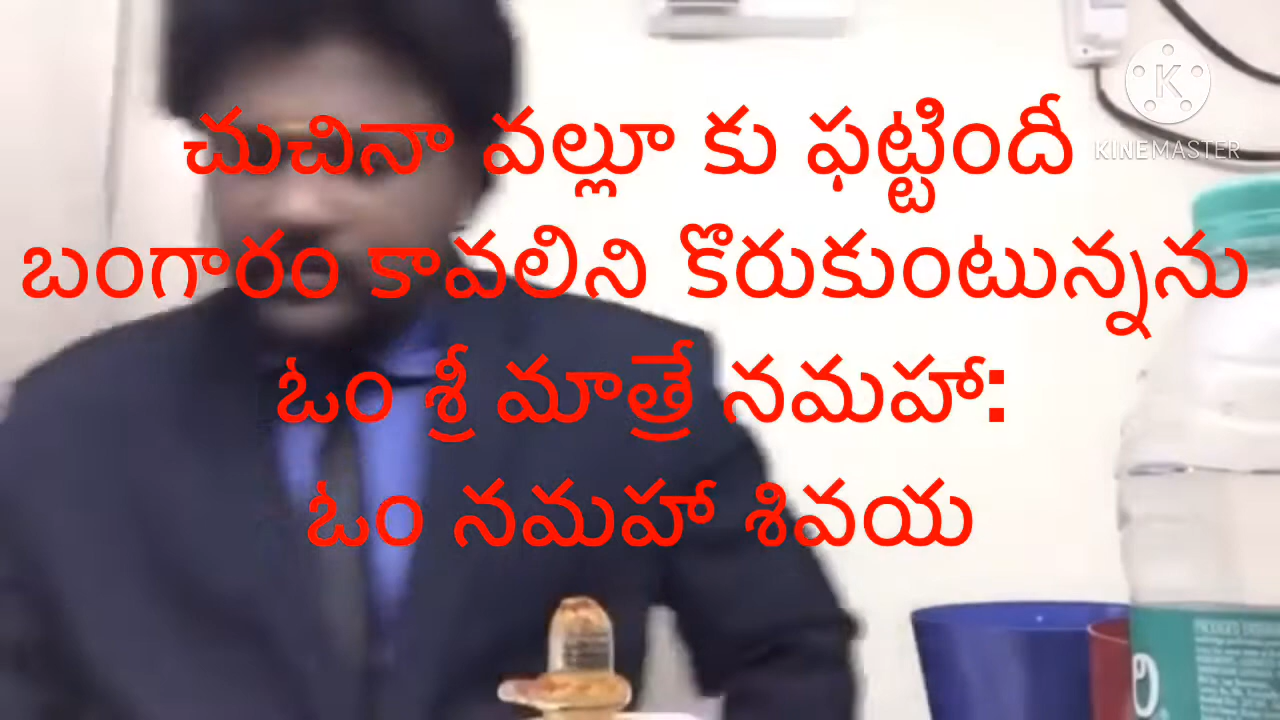 చుచినా వల్లూ కు ఫట్టిందీ
KINEMASTER
బంగారం కావలిని కొరుకుంటున్నను
ఓం శ్రీ మాత్రే నమహా:
ఓం నమహా శివయ